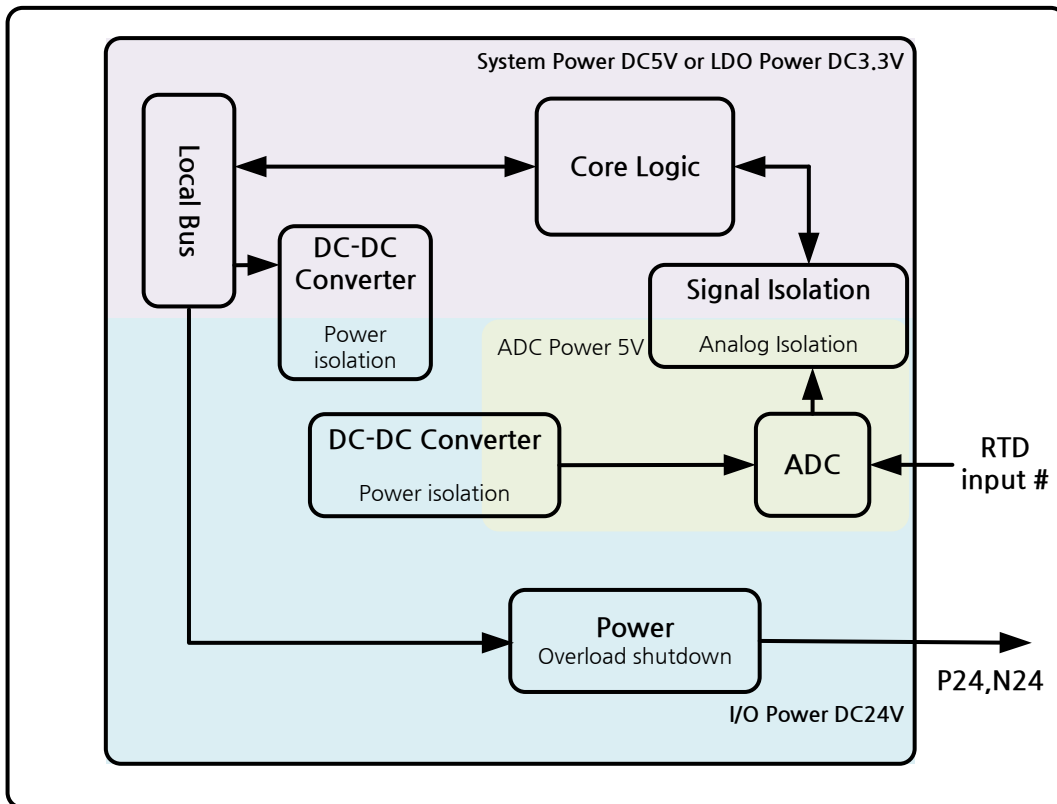 System Power DC5V or LDO Power DC3.3V
Local Bus
Core Logic
DC-DC
Converter
Power
isolation
Signal Isolation
Analog Isolation
ADC Power 5V
DC-DC Converter
Power isolation
ADC
RTD
input #
Power
Overload shutdown
P24,N24
I/O Power DC24V